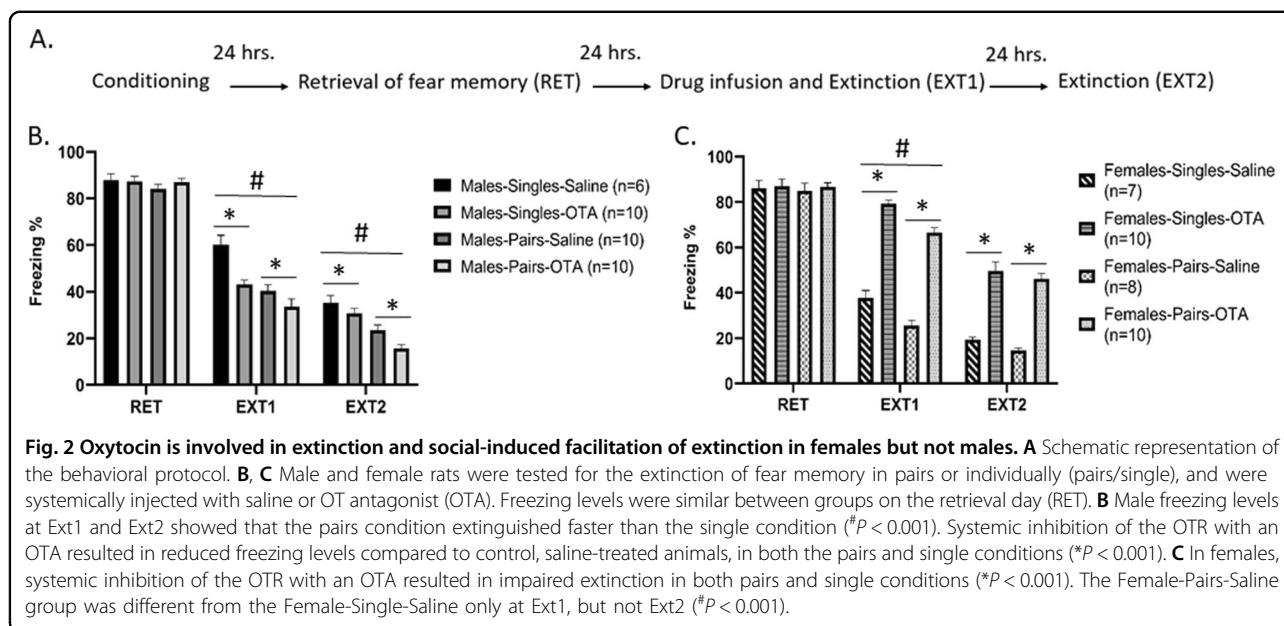 A.
24 hrs. 24 hrs. 24 hrs.
Conditioning Retrieval of fear memory (RET) Drug infusion and Extinction (EXT1) Extinction (EXT2)
B.
Freezing %
100
80
60
40
20
0
#
*
*
#
*
*
RET EXT1 EXT2
Males-Singles-Saline (n=6)
Males-Singles-OTA (n=10)
Males-Pairs-Saline (n=10)
Males-Pairs-OTA (n=10)
C.
Freezing %
100
80
60
40
20
0
#
*
*
*
*
RET EXT1 EXT2
Females-Singles-Saline
(n=7)
Females-Singles-OTA
(n=10)
Females-Pairs-Saline
(n=8)
Females-Pairs-OTA
(n=10)
Fig. 2 Oxytocin is involved in extinction and social-induced facilitation of extinction in females but not males. A Schematic representation of
the behavioral protocol. B, C Male and female rats were tested for the extinction of fear memory in pairs or individually (pairs/single), and were
systemically injected with saline or OT antagonist (OTA). Freezing levels were similar between groups on the retrieval day (RET). B Male freezing levels
at Ext1 and Ext2 showed that the pairs condition extinguished faster than the single condition (#P < 0.001). Systemic inhibition of the OTR with an
OTA resulted in reduced freezing levels compared to control, saline-treated animals, in both the pairs and single conditions (*P < 0.001). C In females,
systemic inhibition of the OTR with an OTA resulted in impaired extinction in both pairs and single conditions (*P < 0.001). The Female-Pairs-Saline
group was different from the Female-Single-Saline only at Ext1, but not Ext2 (#P < 0.001).